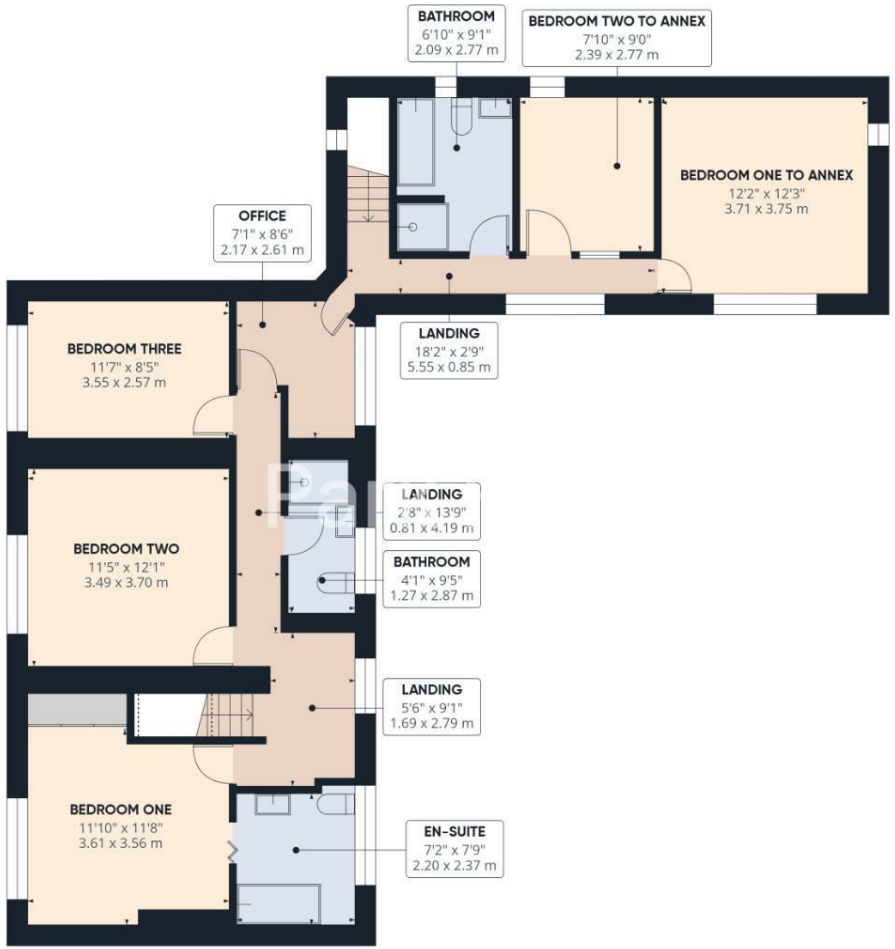 BATHROOM
6'10" x 9'1"
2.09 x 2.77 m
BEDROOM TWO TO ANNEX
7'10" x 9'0"
2.39 x 2.77 m
BEDROOM ONE TO ANNEX
12'2" x 12'3"
3.71 x 3.75 m
OFFICE
7'1" x 8'6"
2.17 x 2.61 m
LANDING
18'2" x 2'9"
5.55 x 0.85 m
BEDROOM THREE
11'7" x 8'5"
3.55 x 2.57 m
LANDING
2'8" x 13'9"
0.81 x 4.19 m
BEDROOM TWO
11'5" x 12'1"
3.49 x 3.70 m
BATHROOM
4'1" x 9'5"
1.27 x 2.87 m
LANDING
5'6" x 9'1"
1.69 x 2.79 m
BEDROOM ONE
11'10" x 11'8"
3.61 x 3.56 m
EN-SUITE
7'2" x 7'9"
2.20 x 2.37 m